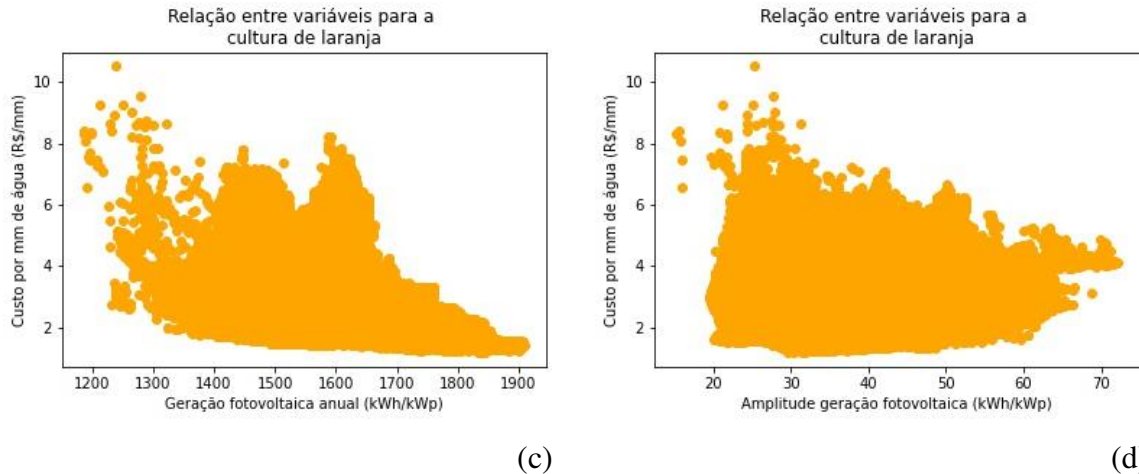 Relação entre variáveis para a
cultura de laranja
Custo por mm de água (R$/mm)
10
8
6
4
2
1200 1300 1400 1500 1600 1700 1800 1900
Geração fotovoltaica anual (kWh/kWp)
(c)
Relação entre variáveis para a
cultura de laranja
Custo por mm de água (R$/mm)
10
8
6
4
2
20 30 40 50 60 70
Amplitude geração fotovoltaica (kWh/kWp)
(d